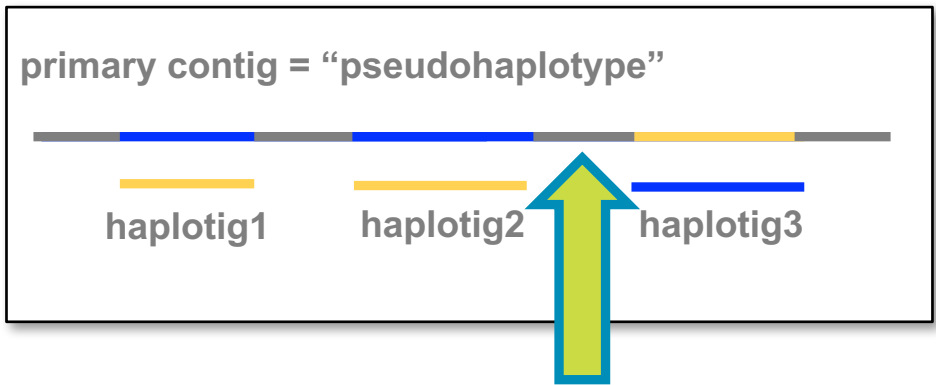 primary contig = “pseudohaplotype”
haplotig1 haplotig2 haplotig3